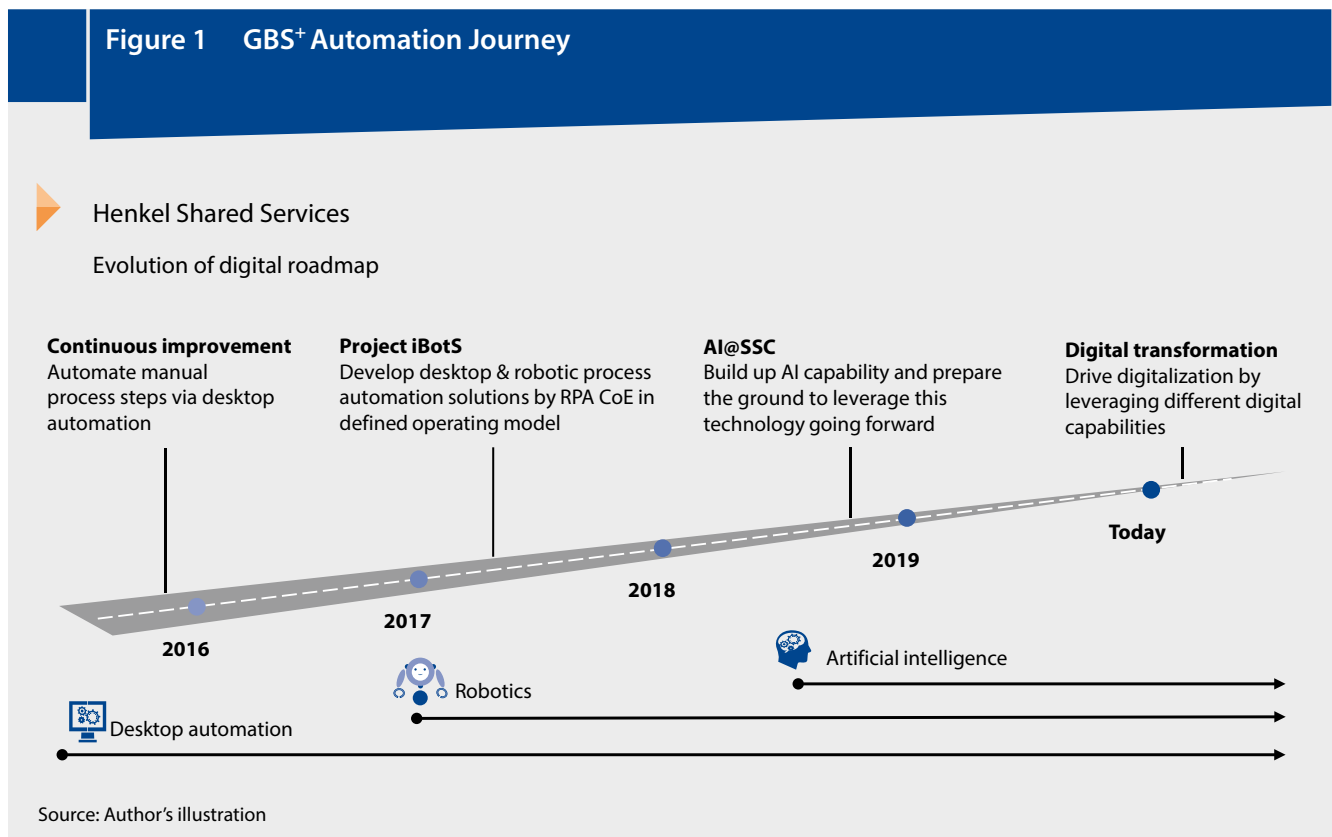 Figure 1 GBS+ Automation Journey
Henkel Shared Services
Evolution of digital roadmap
Continuous improvement
Automate manual
process steps via desktop
automation
Project iBotS
Develop desktop & robotic process
automation solutions by RPA CoE in
defined operating model
AI@SSC
Build up AI capability and prepare
the ground to leverage this
technology going forward
Digital transformation
Drive digitalization by
leveraging different digital
capabilities
2016
2017
2018
2019
Today
Artificial intelligence
Robotics
Desktop automation
Source: Author's illustration